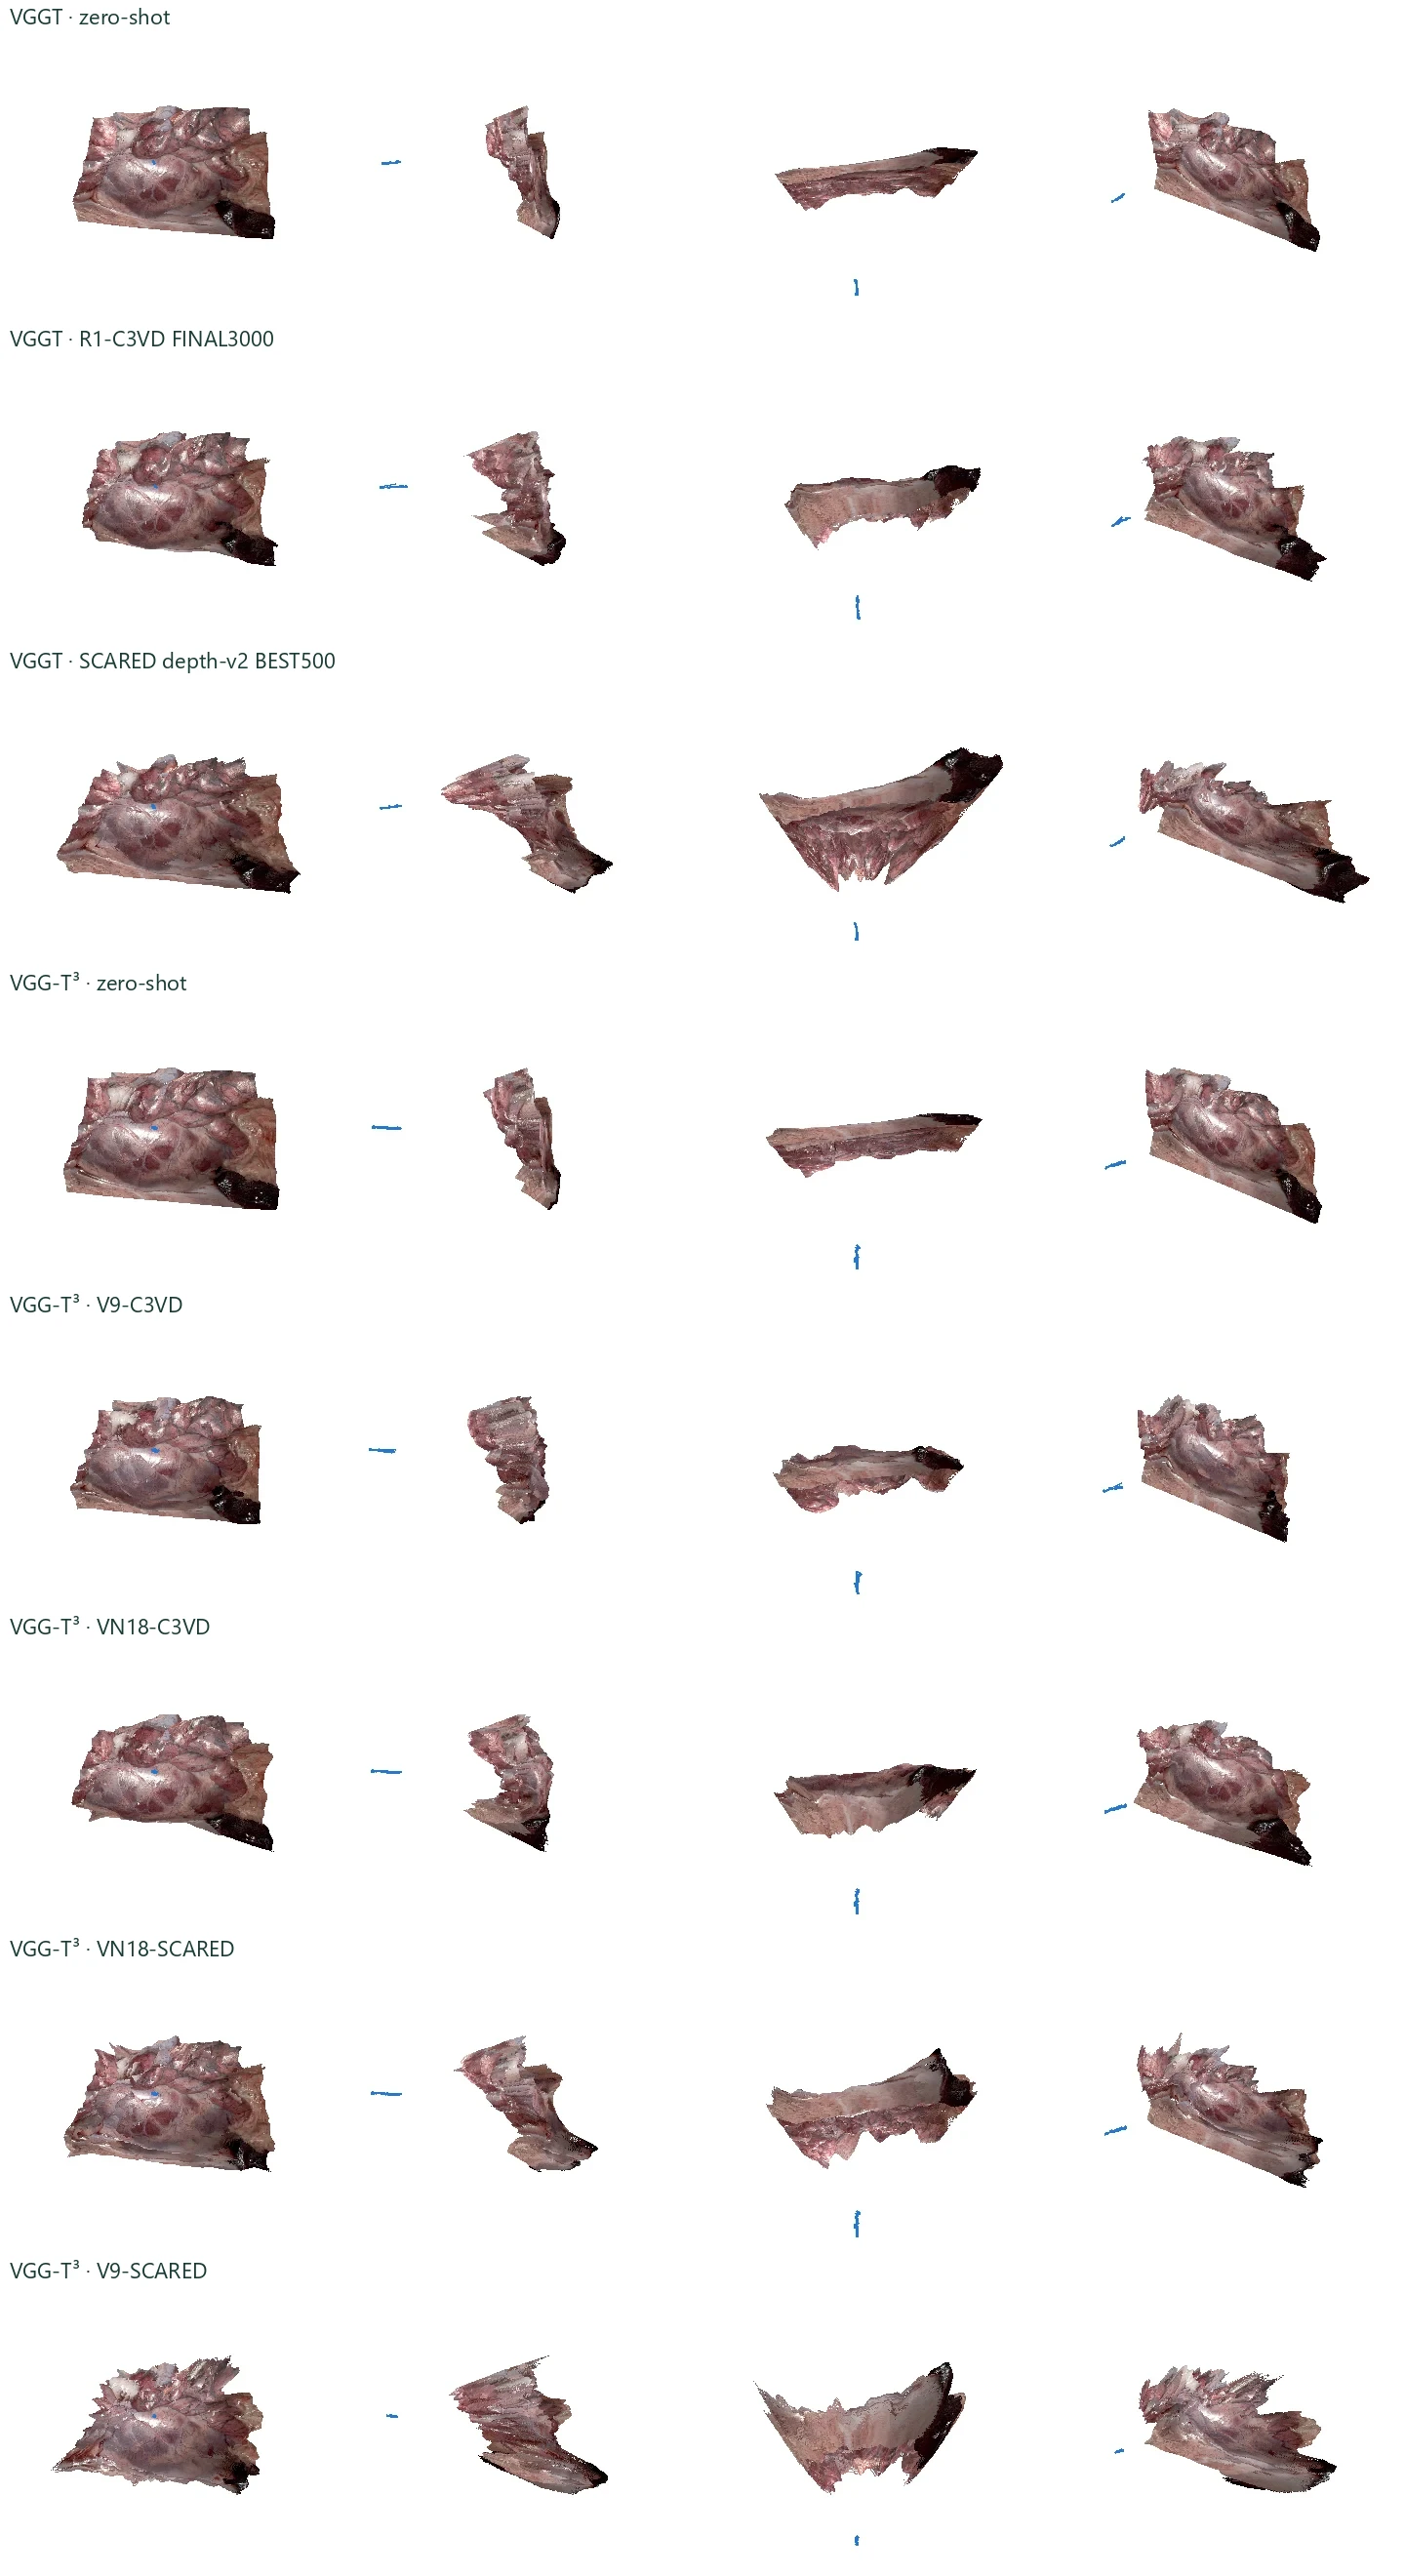 VGGT · zero-shot
VGGT · R1-C3VD FINAL3000
VGGT · SCARED depth-v2 BEST500
VGG-T³ · zero-shot
VGG-T³ · V9-C3VD
VGG-T³ · VN18-C3VD
VGG-T³ · VN18-SCARED
VGG-T³ · V9-SCARED